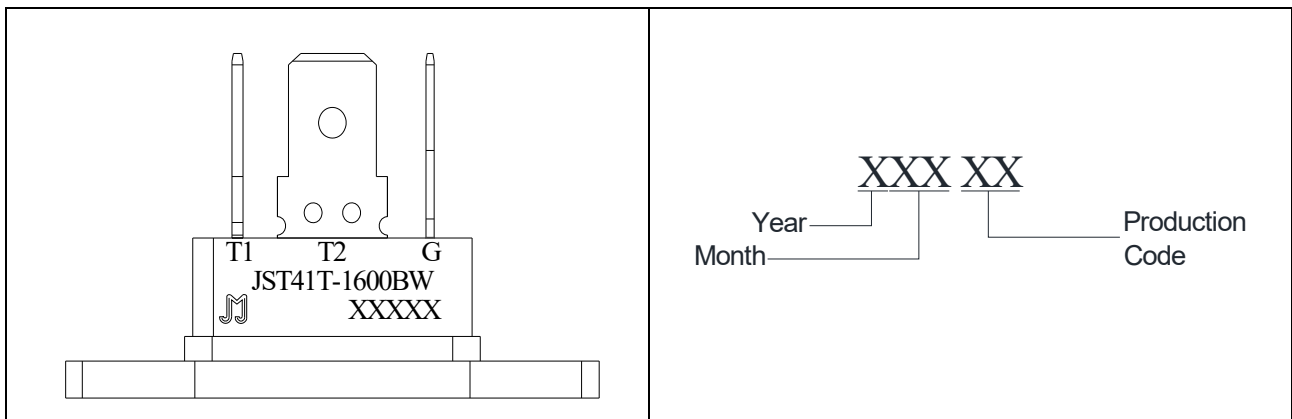 T1 T2 G
JST41T-1600BW
XXXXX
XXX XX
Year
Month
Production
Code